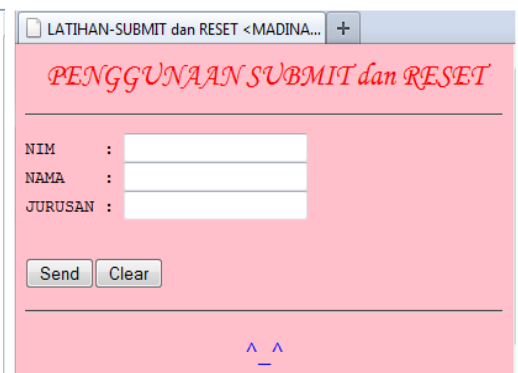 LATIHAN-SUBMIT dan RESET <MADINA... +
PENGGUNAAN SUBMIT dan RESET
NIM :
NAMA :
JURUSAN :
Send Clear
^_^